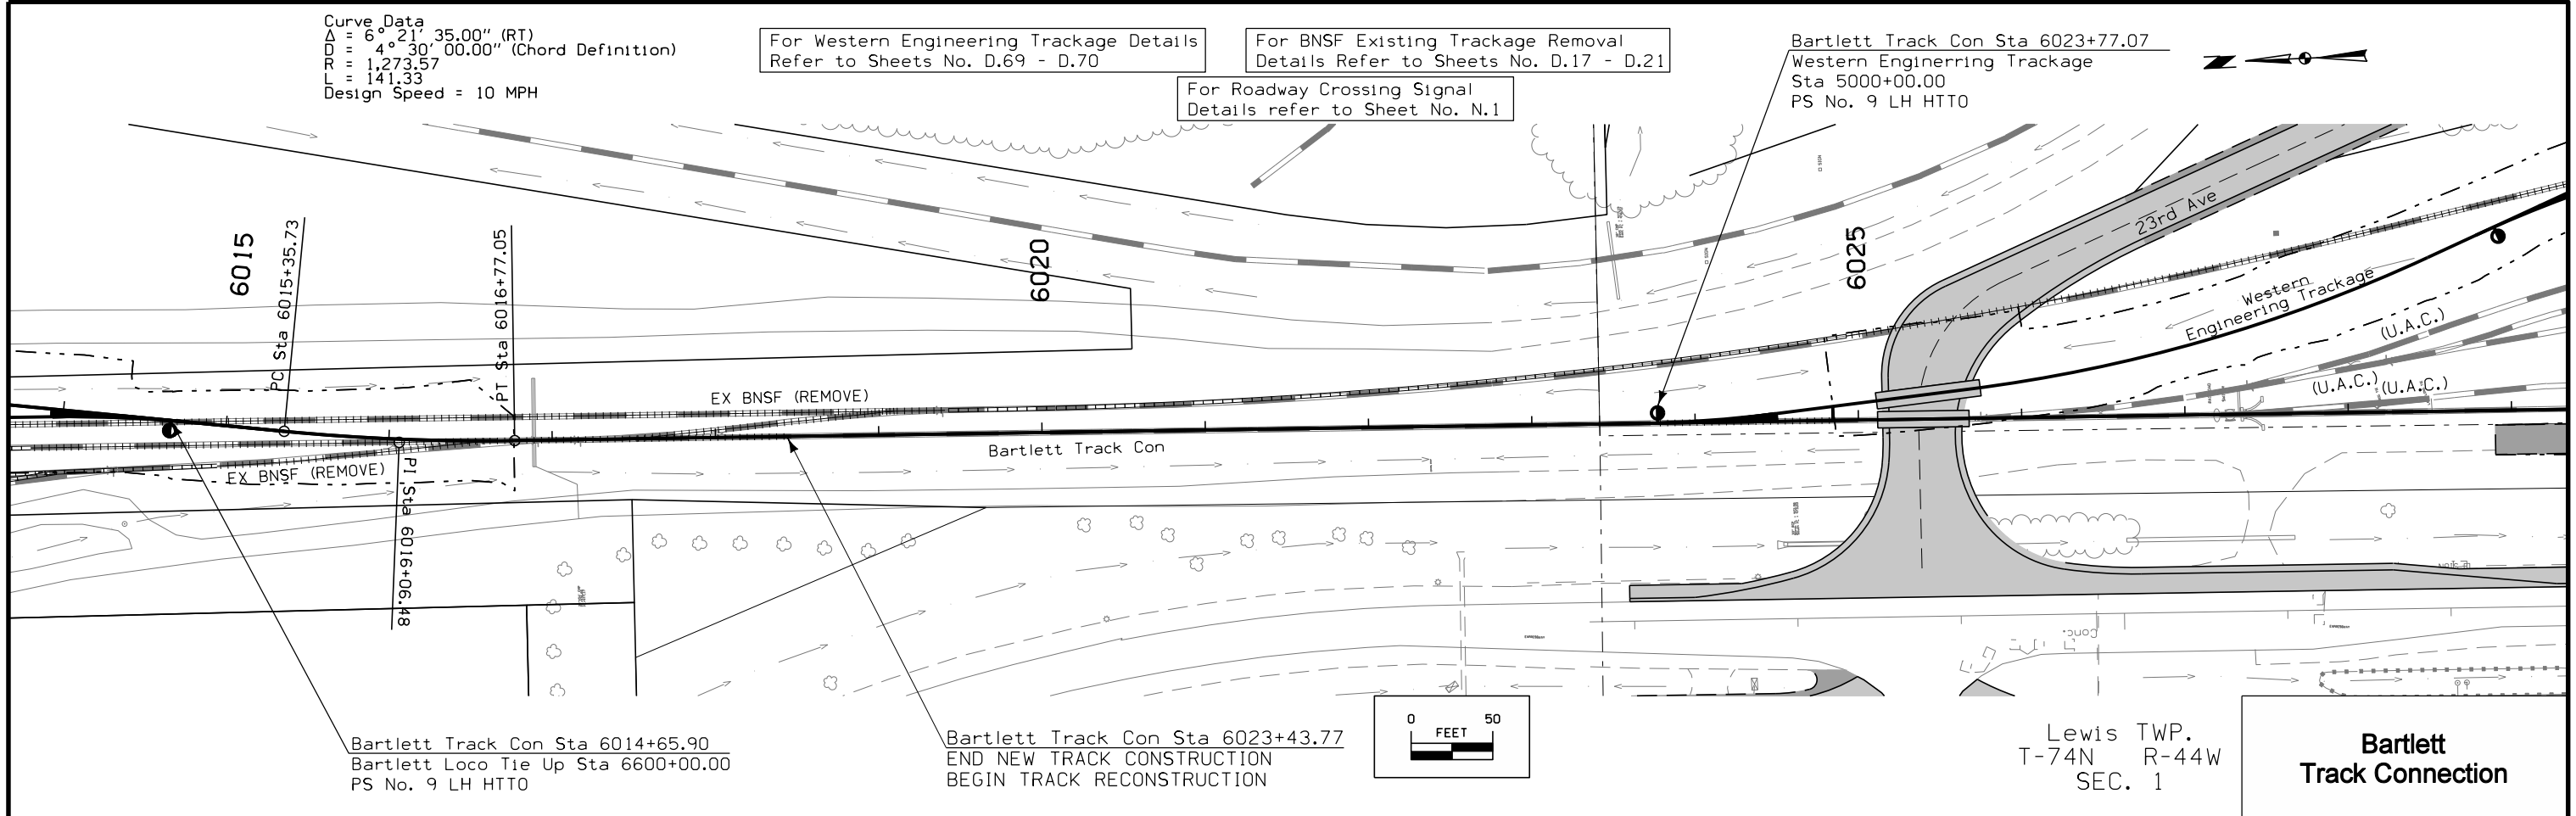 Curve Data
Δ = 6° 21' 35.00" (RT)
D = 4° 30' 00.00" (Chord Definition)
R = 1,273.57
L = 141.33
Design Speed = 10 MPH
For Western Engineering Trackage Details
Refer to Sheets No. D.69 - D.70
For BNSF Existing Trackage Removal
Details Refer to Sheets No. D.17 - D.21
For Roadway Crossing Signal
Details refer to Sheet No. N.1
Bartlett Track Con Sta 6023+77.07
Western Enginerring Trackage
Sta 5000+00.00
PS No. 9 LH HTTO
6015
PC Sta 6015+35.73
PT Sta 6016+77.05
6020
6025
23rd Ave
Western
Engineering Trackage
(U.A.C.)
(U.A.C.)
(U.A.C.)
EX BNSF (REMOVE)
Bartlett Track Con
EX BNSF (REMOVE)
PI Sta 6016+06.48
Conc.
Bartlett Track Con Sta 6014+65.90
Bartlett Loco Tie Up Sta 6600+00.00
PS No. 9 LH HTTO
Bartlett Track Con Sta 6023+43.77
END NEW TRACK CONSTRUCTION
BEGIN TRACK RECONSTRUCTION
0 50
FEET
Lewis TWP.
T-74N R-44W
SEC. 1
Bartlett
Track Connection